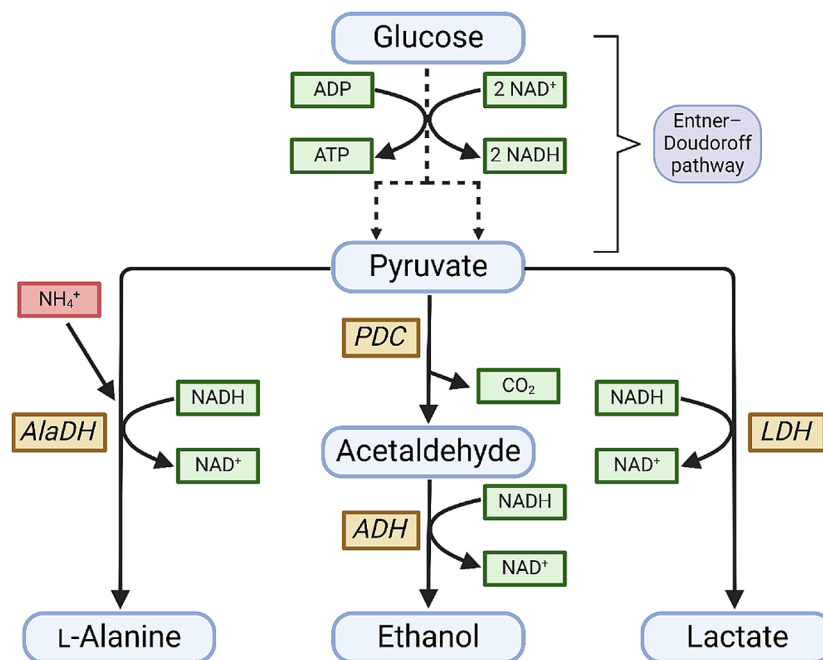 Glucose
ADP
2 NAD⁺
ATP
2 NADH
Entner–
Doudoroff
pathway
Pyruvate
NH₄⁺
PDC
CO₂
NADH
NADH
AlaDH
LDH
NAD⁺
Acetaldehyde
NAD⁺
ADH
NADH
NAD⁺
L-Alanine
Ethanol
Lactate